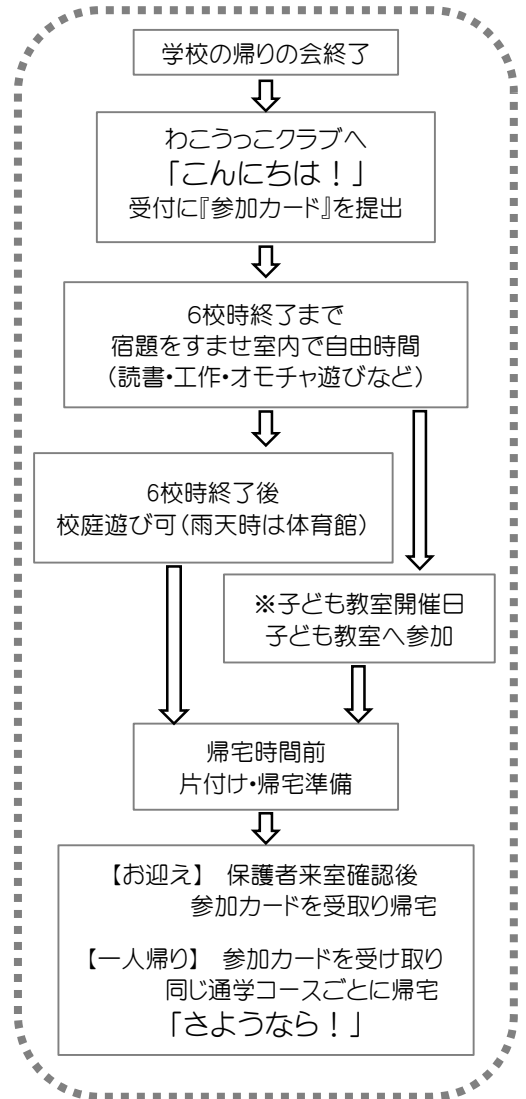 学校の帰りの会終了
わこうっこクラブへ
「こんにちは！」
受付に『参加カード』を提出
6校時終了まで
宿題をすませ室内で自由時間
（読書・工作・オモチャ遊びなど）
6校時終了後
校庭遊び可（雨天時は体育館）
※子ども教室開催日
子ども教室へ参加
帰宅時間前
片付け・帰宅準備
【お迎え】 保護者来室確認後
参加カードを受取り帰宅
【一人帰り】 参加カードを受け取り
同じ通学コースごとに帰宅
「さようなら！」